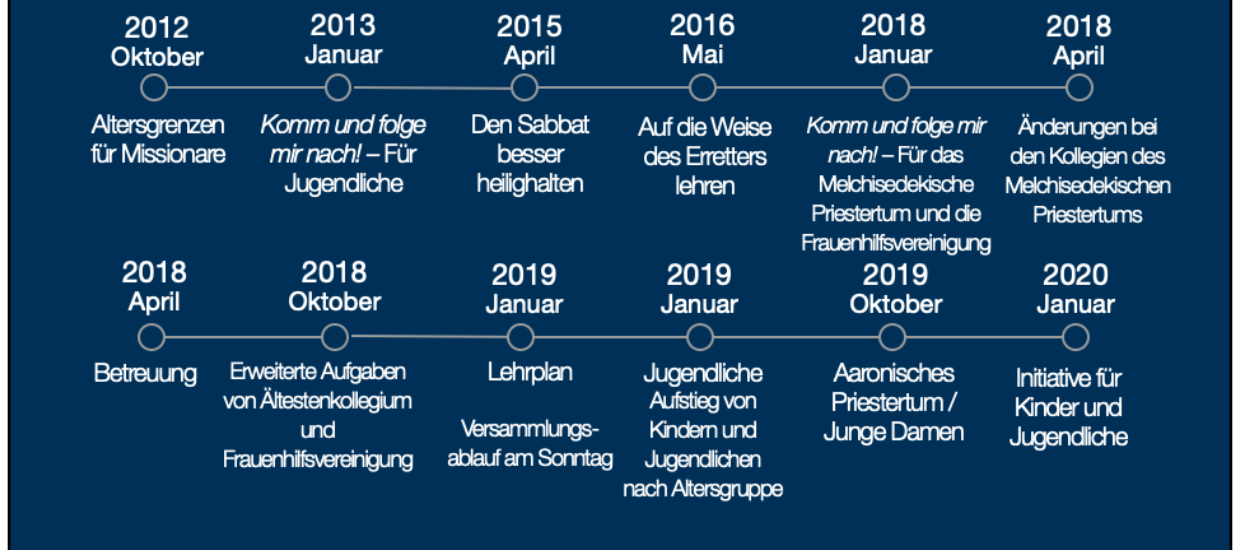 2012
Oktober
Altersgrenzen
für Missionare
2013
Januar
Komm und folge
mir nach! – Für
Jugendliche
2015
April
Den Sabbat
besser
heilighalten
2016
Mai
Auf die Weise
des Erretters
lehren
2018
Januar
Komm und folge mir
nach! – Für das
Melchisedekische
Priestertum und die
Frauenhilfsvereinigung
2018
April
Änderungen bei
den Kollegien des
Melchisedekischen
Priestertums
2018
April
Betreuung
2018
Oktober
Erweiterte Aufgaben
von Ältestenkollegium
und
Frauenhilfsvereinigung
2019
Januar
Lehrplan
Versammlungs-
ablauf am Sonntag
2019
Januar
Jugendliche
Aufstieg von
Kindern und
Jugendlichen
nach Altersgruppe
2019
Oktober
Aaronisches
Priestertum /
Junge Damen
2020
Januar
Initiative für
Kinder und
Jugendliche